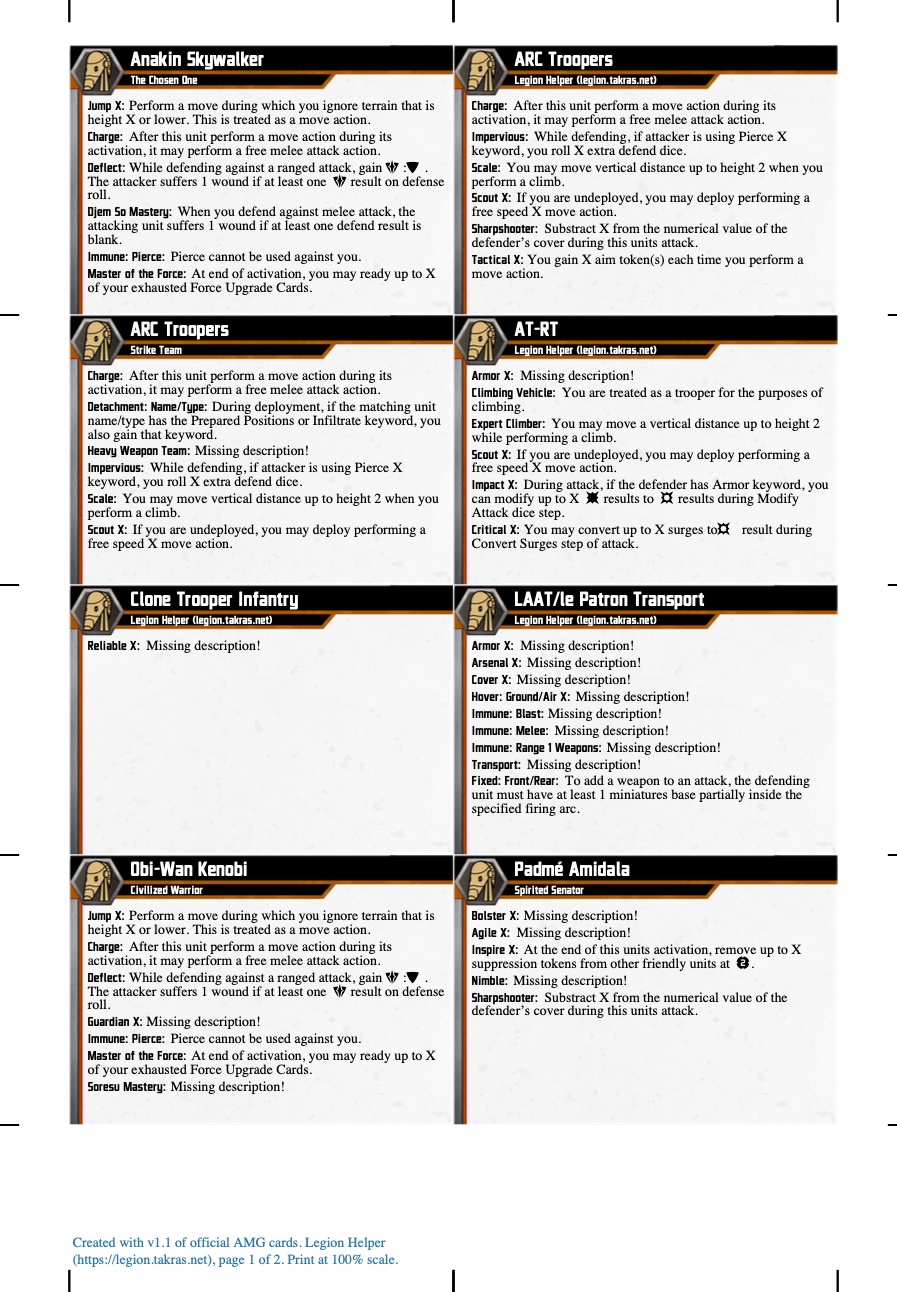 Anakin Skywalker
The Chosen One
Jump X: Perform a move during which you ignore terrain that is
height X or lower. This is treated as a move action.
Charge: After this unit perform a move action during its
activation, it may perform a free melee attack action.
Deflect: While defending against a ranged attack, gain : .
The attacker suffers 1 wound if at least one result on defense
roll.
Djem So Mastery: When you defend against melee attack, the
attacking unit suffers 1 wound if at least one defend result is
blank.
Immune: Pierce: Pierce cannot be used against you.
Master of the Force: At end of activation, you may ready up to X
of your exhausted Force Upgrade Cards.
ARC Troopers
Legion Helper (legion.takras.net)
Charge: After this unit perform a move action during its
activation, it may perform a free melee attack action.
Impervious: While defending, if attacker is using Pierce X
keyword, you roll X extra defend dice.
Scale: You may move vertical distance up to height 2 when you
perform a climb.
Scout X: If you are undeployed, you may deploy performing a
free speed X move action.
Sharpshooter: Substract X from the numerical value of the
defender's cover during this units attack.
Tactical X: You gain X aim token(s) each time you perform a
move action.
ARC Troopers
Strike Team
Charge: After this unit perform a move action during its
activation, it may perform a free melee attack action.
Detachment: Name/Type: During deployment, if the matching unit
name/type has the Prepared Positions or Infiltrate keyword, you
also gain that keyword.
Heavy Weapon Team: Missing description!
Impervious: While defending, if attacker is using Pierce X
keyword, you roll X extra defend dice.
Scale: You may move vertical distance up to height 2 when you
perform a climb.
Scout X: If you are undeployed, you may deploy performing a
free speed X move action.
AT-RT
Legion Helper (legion.takras.net)
Armor X: Missing description!
Climbing Vehicle: You are treated as a trooper for the purposes of
climbing.
Expert Climber: You may move a vertical distance up to height 2
while performing a climb.
Scout X: If you are undeployed, you may deploy performing a
free speed X move action.
Impact X: During attack, if the defender has Armor keyword, you
can modify up to X results to results during Modify
Attack dice step.
Critical X: You may convert up to X surges to result during
Convert Surges step of attack.
Clone Trooper Infantry
Legion Helper (legion.takras.net)
Reliable X: Missing description!
LAAT/le Patron Transport
Legion Helper (legion.takras.net)
Armor X: Missing description!
Arsenal X: Missing description!
Cover X: Missing description!
Hover: Ground/Air X: Missing description!
Immune: Blast: Missing description!
Immune: Melee: Missing description!
Immune: Range 1 Weapons: Missing description!
Transport: Missing description!
Fixed: Front/Rear: To add a weapon to an attack, the defending
unit must have at least 1 miniatures base partially inside the
specified firing arc.
Obi-Wan Kenobi
Civilized Warrior
Jump X: Perform a move during which you ignore terrain that is
height X or lower. This is treated as a move action.
Charge: After this unit perform a move action during its
activation, it may perform a free melee attack action.
Deflect: While defending against a ranged attack, gain : .
The attacker suffers 1 wound if at least one result on defense
roll.
Guardian X: Missing description!
Immune: Pierce: Pierce cannot be used against you.
Master of the Force: At end of activation, you may ready up to X
of your exhausted Force Upgrade Cards.
Soresu Mastery: Missing description!
Padmé Amidala
Spirited Senator
Bolster X: Missing description!
Agile X: Missing description!
Inspire X: At the end of this units activation, remove up to X
suppression tokens from other friendly units at 2.
Nimble: Missing description!
Sharpshooter: Substract X from the numerical value of the
defender's cover during this units attack.
Created with v1.1 of official AMG cards. Legion Helper
(https://legion.takras.net), page 1 of 2. Print at 100% scale.